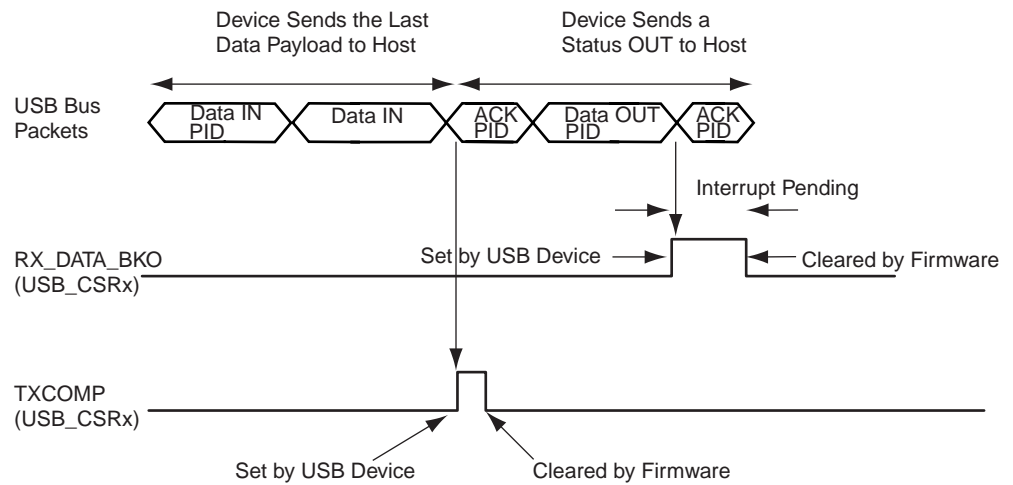 Device Sends the Last
Data Payload to Host
Device Sends a
Status OUT to Host
USB Bus
Packets
Data IN
PID
Data IN
ACK
PID
Data OUT
PID
ACK
PID
Interrupt Pending
RX_DATA_BKO
(USB_CSRx)
Set by USB Device
Cleared by Firmware
TXCOMP
(USB_CSRx)
Set by USB Device
Cleared by Firmware